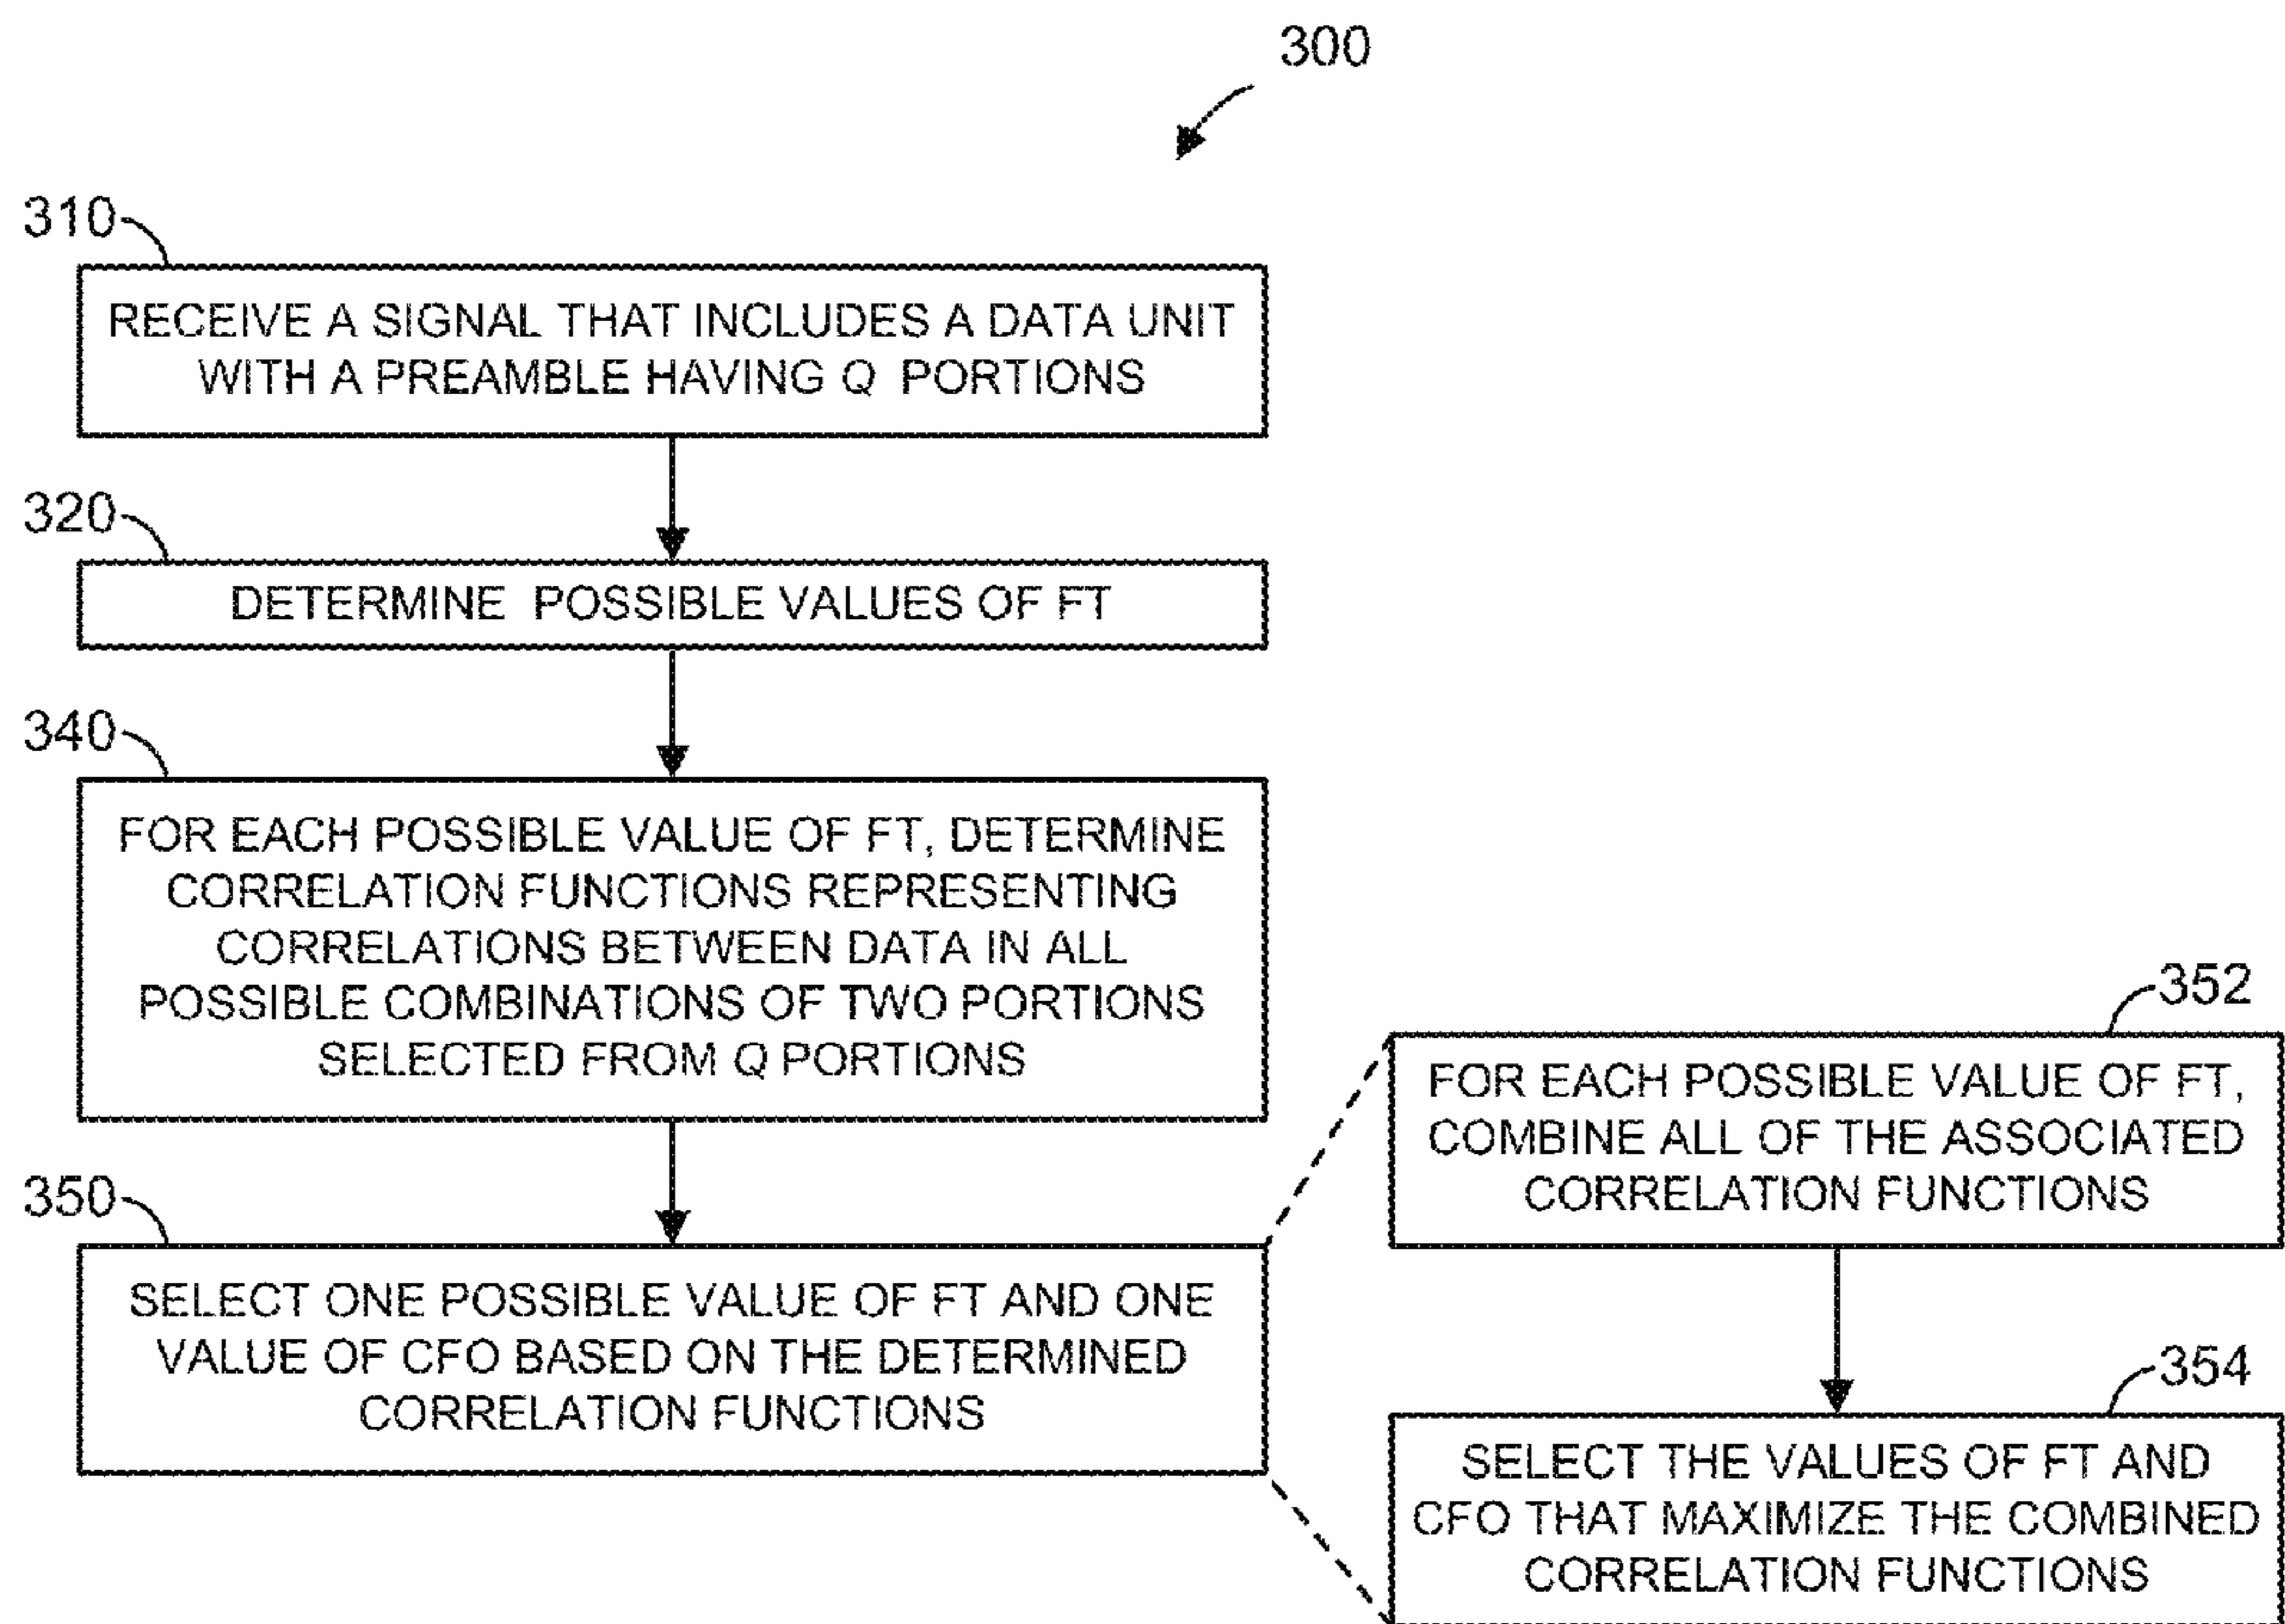 300
310
RECEIVE A SIGNAL THAT INCLUDES A DATA UNIT
WITH A PREAMBLE HAVING Q PORTIONS
320
DETERMINE POSSIBLE VALUES OF FT
340
FOR EACH POSSIBLE VALUE OF FT, DETERMINE
CORRELATION FUNCTIONS REPRESENTING
CORRELATIONS BETWEEN DATA IN ALL
POSSIBLE COMBINATIONS OF TWO PORTIONS
SELECTED FROM Q PORTIONS
350
SELECT ONE POSSIBLE VALUE OF FT AND ONE
VALUE OF CFO BASED ON THE DETERMINED
CORRELATION FUNCTIONS
352
FOR EACH POSSIBLE VALUE OF FT,
COMBINE ALL OF THE ASSOCIATED
CORRELATION FUNCTIONS
354
SELECT THE VALUES OF FT AND
CFO THAT MAXIMIZE THE COMBINED
CORRELATION FUNCTIONS